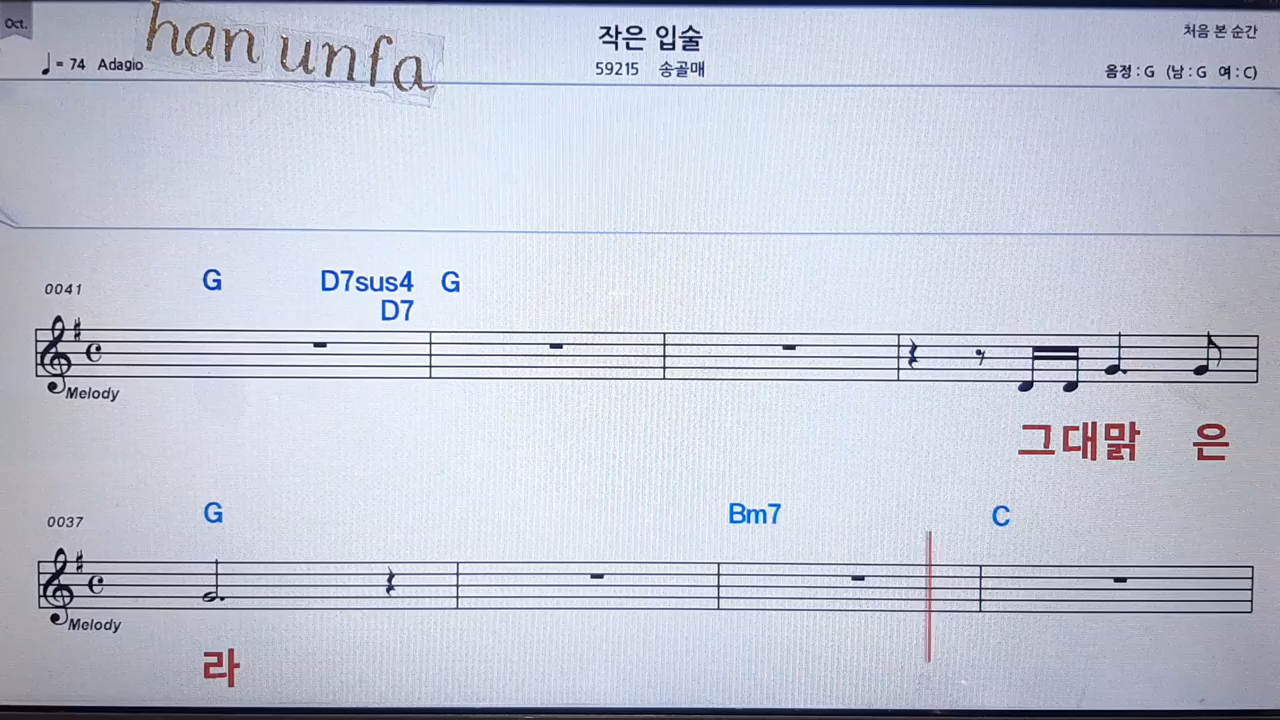 Oct.
han unfa
작은 입술
처음 본 순간
= 74 Adagio
59215 송골매
음정 : G (남 : G 여 : C)
G D7sus4 G
D7
0041
Melody
그대맑 은
G Bm7 C
0037
Melody
라